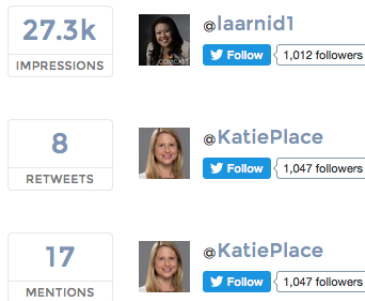 27.3k
IMPRESSIONS
@laarnid1
Follow
1,012 followers
COMCAST
8
RETWEETS
@KatiePlace
Follow
1,047 followers
17
MENTIONS
@KatiePlace
Follow
1,047 followers